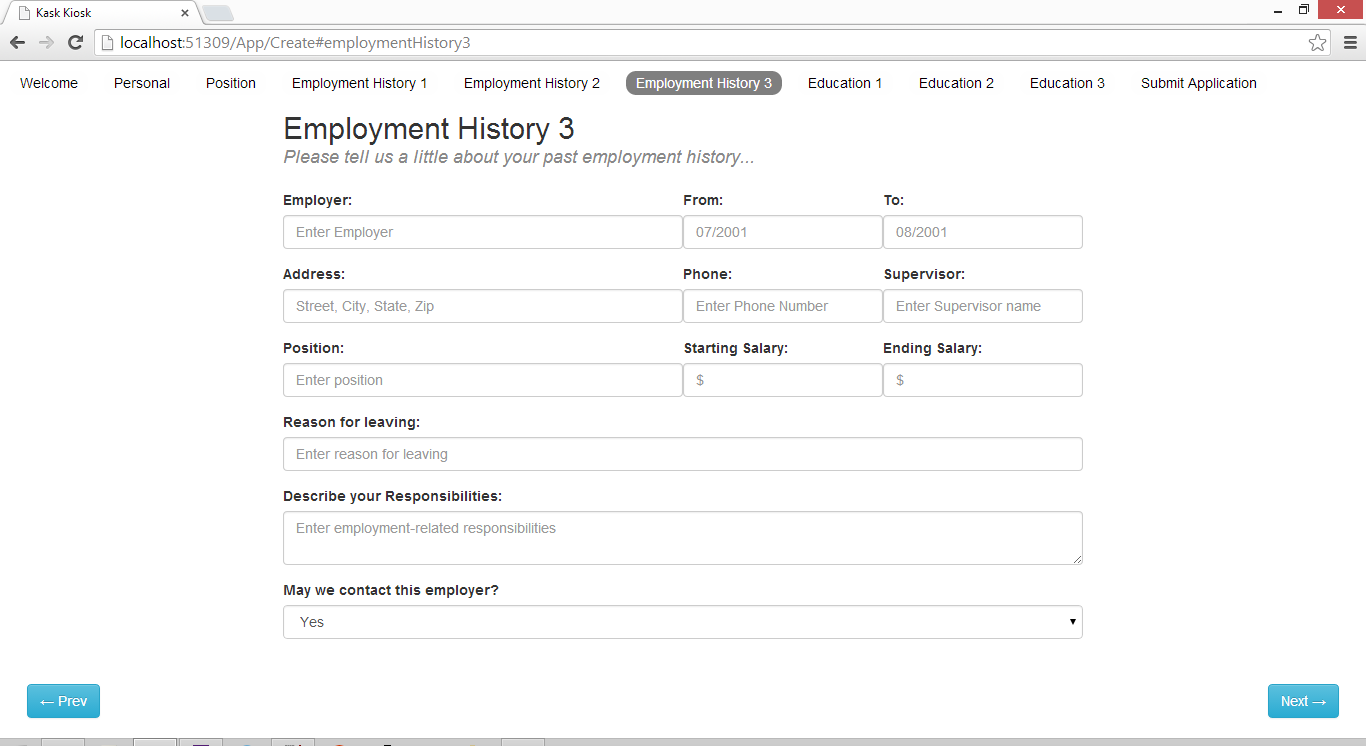 Kask Kiosk
localhost:51309/App/Create#employmentHistory3
Welcome Personal Position Employment History 1 Employment History 2 Employment History 3 Education 1 Education 2 Education 3 Submit Application
Employment History 3
Please tell us a little about your past employment history...
Employer: From: To:
Enter Employer 07/2001 08/2001
Address: Phone: Supervisor:
Street, City, State, Zip Enter Phone Number Enter Supervisor name
Position: Starting Salary: Ending Salary:
Enter position $ $
Reason for leaving:
Enter reason for leaving
Describe your Responsibilities:
Enter employment-related responsibilities
May we contact this employer?
Yes
← Prev Next →